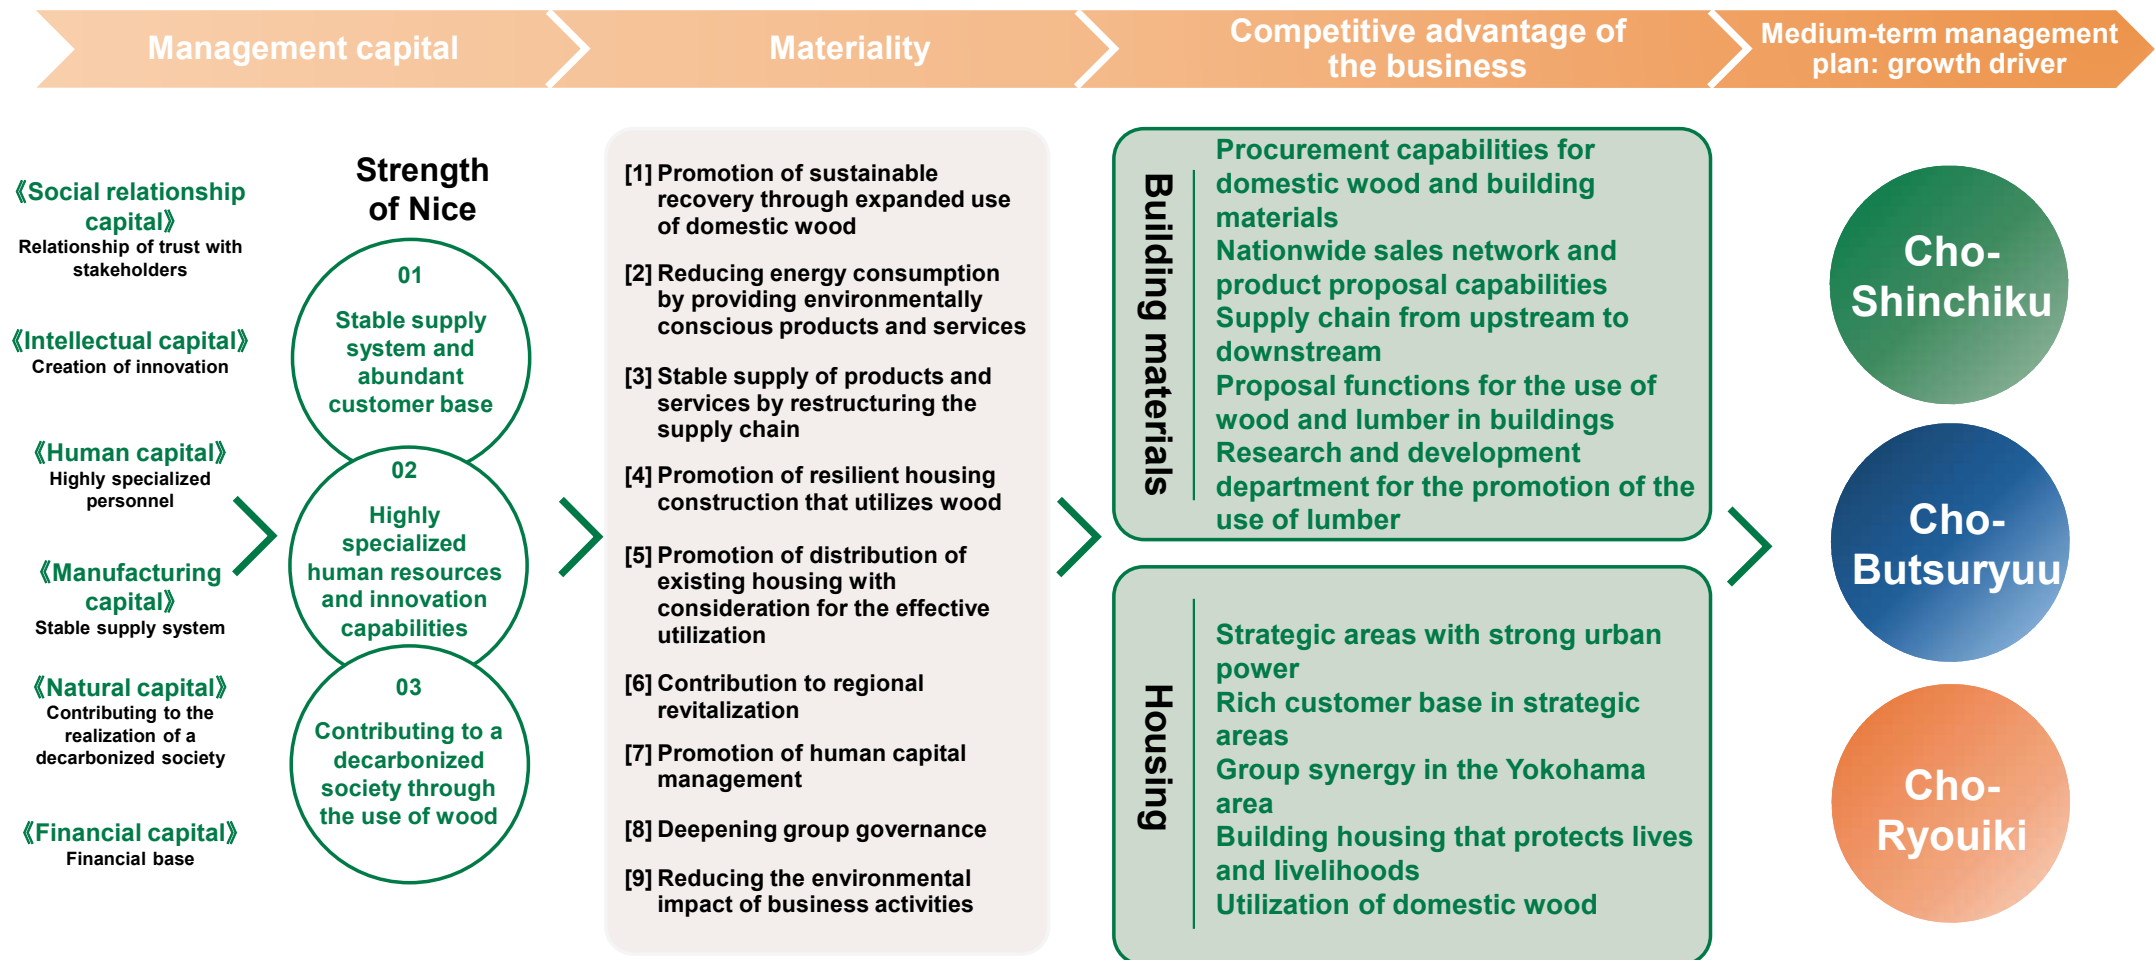 Management capital
Materiality
Competitive advantage of
the business
Medium-term management
plan: growth driver
《Social relationship
capital》
Relationship of trust with
stakeholders
《Intellectual capital》
Creation of innovation
《Human capital》
Highly specialized
personnel
《Manufacturing
capital》
Stable supply system
《Natural capital》
Contributing to the
realization of a
decarbonized society
《Financial capital》
Financial base
Strength
of Nice
01
Stable supply
system and
abundant
customer base
02
Highly
specialized
human resources
and innovation
capabilities
03
Contributing to a
decarbonized
society through
the use of wood
[1] Promotion of sustainable
recovery through expanded use
of domestic wood
[2] Reducing energy consumption
by providing environmentally
conscious products and services
[3] Stable supply of products and
services by restructuring the
supply chain
[4] Promotion of resilient housing
construction that utilizes wood
[5] Promotion of distribution of
existing housing with
consideration for the effective
utilization
[6] Contribution to regional
revitalization
[7] Promotion of human capital
management
[8] Deepening group governance
[9] Reducing the environmental
impact of business activities
Building materials
Procurement capabilities for
domestic wood and building
materials
Nationwide sales network and
product proposal capabilities
Supply chain from upstream to
downstream
Proposal functions for the use of
wood and lumber in buildings
Research and development
department for the promotion of the
use of lumber
Housing
Strategic areas with strong urban
power
Rich customer base in strategic
areas
Group synergy in the Yokohama
area
Building housing that protects lives
and livelihoods
Utilization of domestic wood
Cho-
Shinchiku
Cho-
Butsuryuu
Cho-
Ryouiki